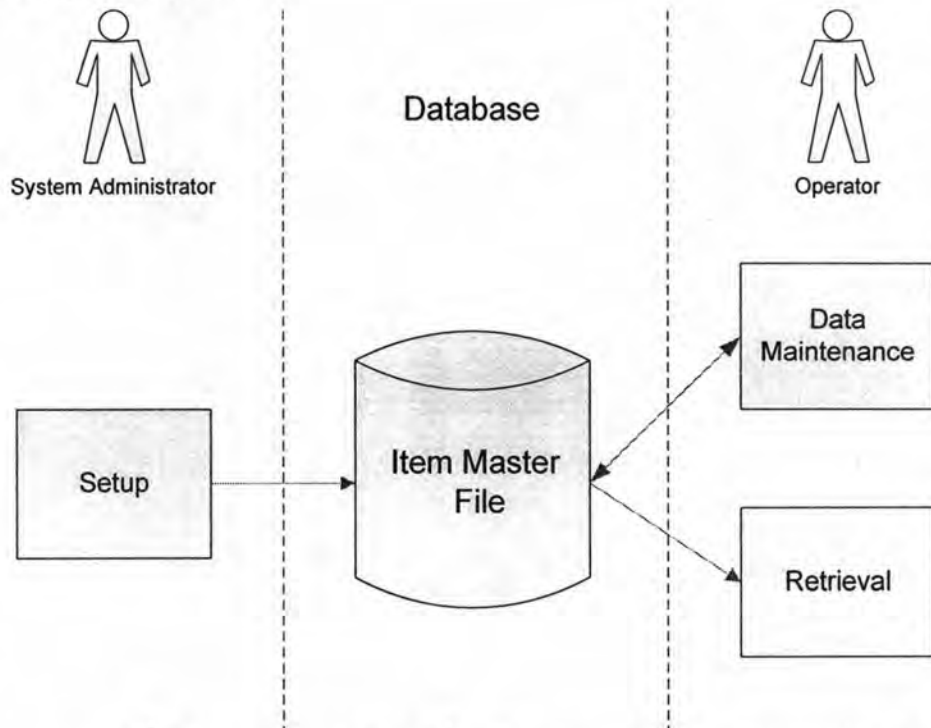 System Administrator
Database
Operator
Setup
Item Master
File
Data
Maintenance
Retrieval